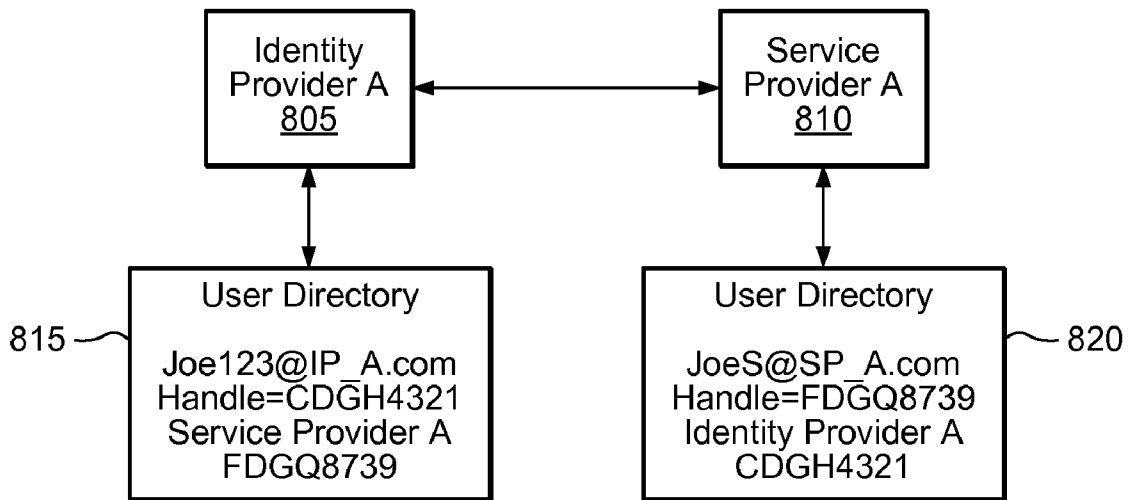 Identity
Provider A
805
Service
Provider A
810
User Directory
Joe123@IP_A.com
Handle=CDGH4321
Service Provider A
FDGQ8739
815
User Directory
JoeS@SP_A.com
Handle=FDGQ8739
Identity Provider A
CDGH4321
820